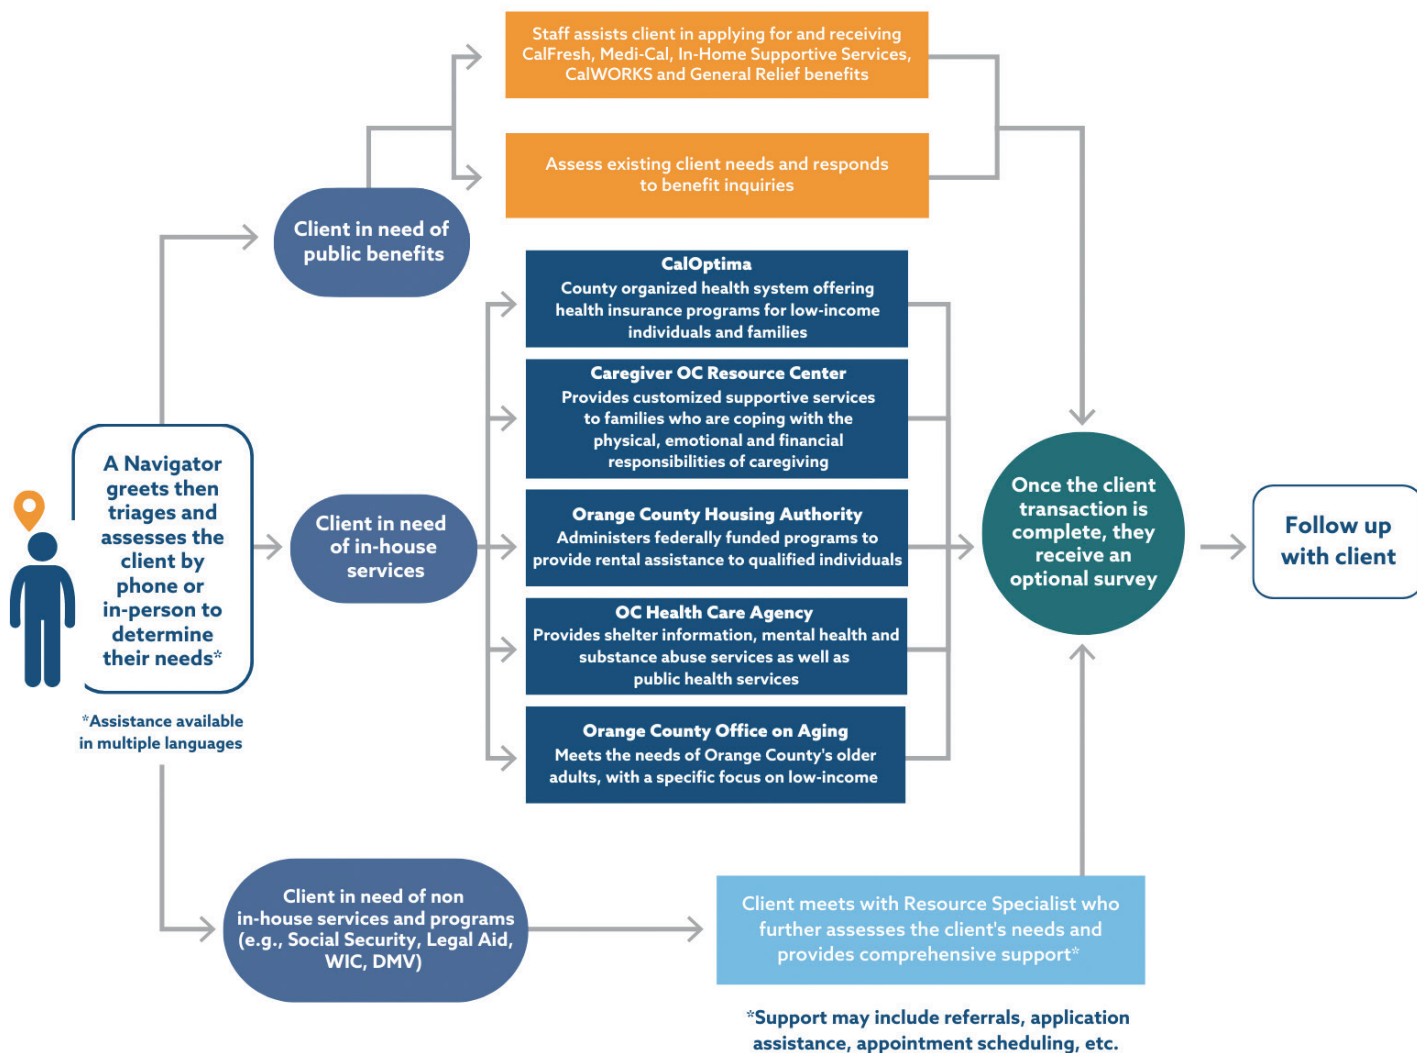 A Navigator
greets then
triages and
assesses the
client by
phone or
in-person to
determine
their needs*
*Assistance available
in multiple languages
Client in need of
public benefits
Staff assists client in applying for and receiving
CalFresh, Medi-Cal, In-Home Supportive Services,
CalWORKS and General Relief benefits
Assess existing client needs and responds
to benefit inquiries
Client in need
of in-house
services
CalOptima
County organized health system offering
health insurance programs for low-income
individuals and families
Caregiver OC Resource Center
Provides customized supportive services
to families who are coping with the
physical, emotional and financial
responsibilities of caregiving
Orange County Housing Authority
Administers federally funded programs to
provide rental assistance to qualified individuals
OC Health Care Agency
Provides shelter information, mental health and
substance abuse services as well as
public health services
Orange County Office on Aging
Meets the needs of Orange County's older
adults, with a specific focus on low-income
Client in need of non
in-house services and programs
(e.g., Social Security, Legal Aid,
WIC, DMV)
Client meets with Resource Specialist who
further assesses the client's needs and
provides comprehensive support*
*Support may include referrals, application
assistance, appointment scheduling, etc.
Once the client
transaction is
complete, they
receive an
optional survey
Follow up
with client